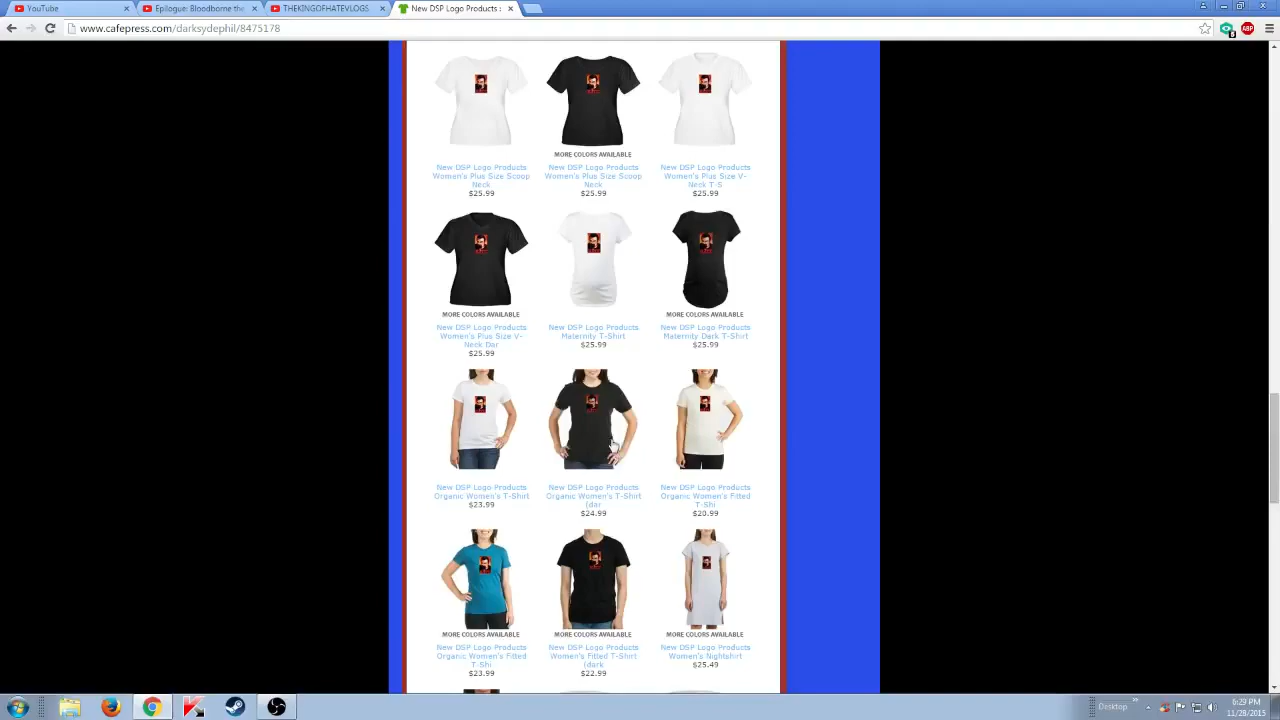 YouTube
Epilogue: Bloodborne the
THEKINGOFHATEVLOGS
New DSP Logo Products :
www.cafepress.com/darksydephil/8475178
ABP
MORE COLORS AVAILABLE
New DSP Logo Products
Women's Plus Size Scoop
Neck
$25.99
New DSP Logo Products
Women's Plus Size Scoop
Neck
$25.99
New DSP Logo Products
Women's Plus Size V-
Neck T-S
$25.99
MORE COLORS AVAILABLE
MORE COLORS AVAILABLE
New DSP Logo Products
Women's Plus Size V-
Neck Dar
$25.99
New DSP Logo Products
Maternity T-Shirt
$25.99
New DSP Logo Products
Maternity Dark T-Shirt
$25.99
New DSP Logo Products
Organic Women's T-Shirt
$23.99
New DSP Logo Products
Organic Women's T-Shirt
(dar
$24.99
New DSP Logo Products
Organic Women's Fitted
T-Shi
$20.99
MORE COLORS AVAILABLE
MORE COLORS AVAILABLE
MORE COLORS AVAILABLE
New DSP Logo Products
Organic Women's Fitted
T-Shi
$23.99
New DSP Logo Products
Women's Fitted T-Shirt
(dark
$22.99
New DSP Logo Products
Women's Nightshirt
$25.49
Desktop
6:29 PM
11/28/2015